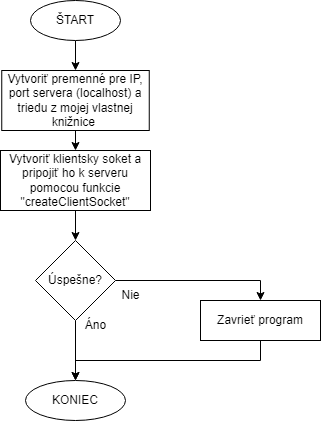 ŠTART
Vytvoriť premenné pre IP,
port servera (localhost) a
triedu z mojej vlastnej
knižnice
Vytvoriť klientsky soket a
pripojiť ho k serveru
pomocou funkcie
"createClientSocket"
Úspešne?
Nie
Áno
Zavrieť program
KONIEC